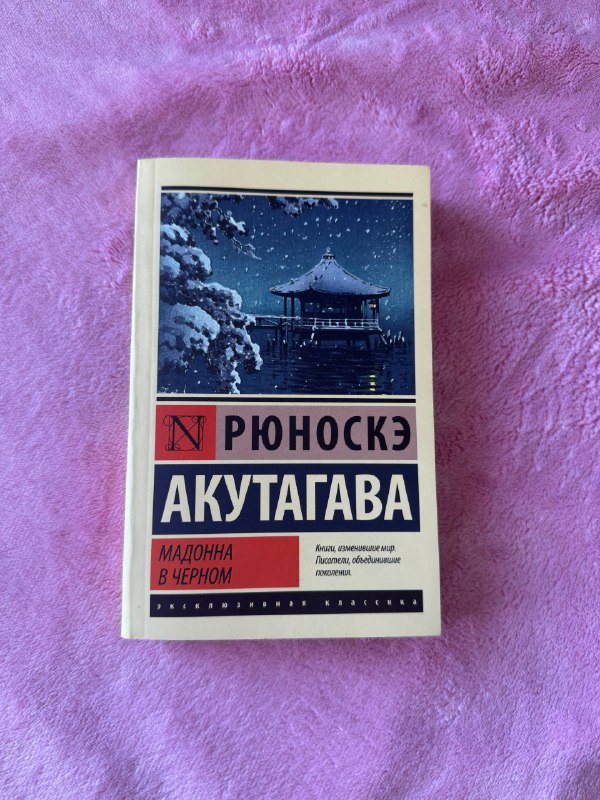 N РЮНОСКЭ
АКУТАГАВА
МАДОННА
В ЧЕРНОМ
Книги, изменившие мир.
Писатели, объединившие
поколения.
эксклюзивная классика